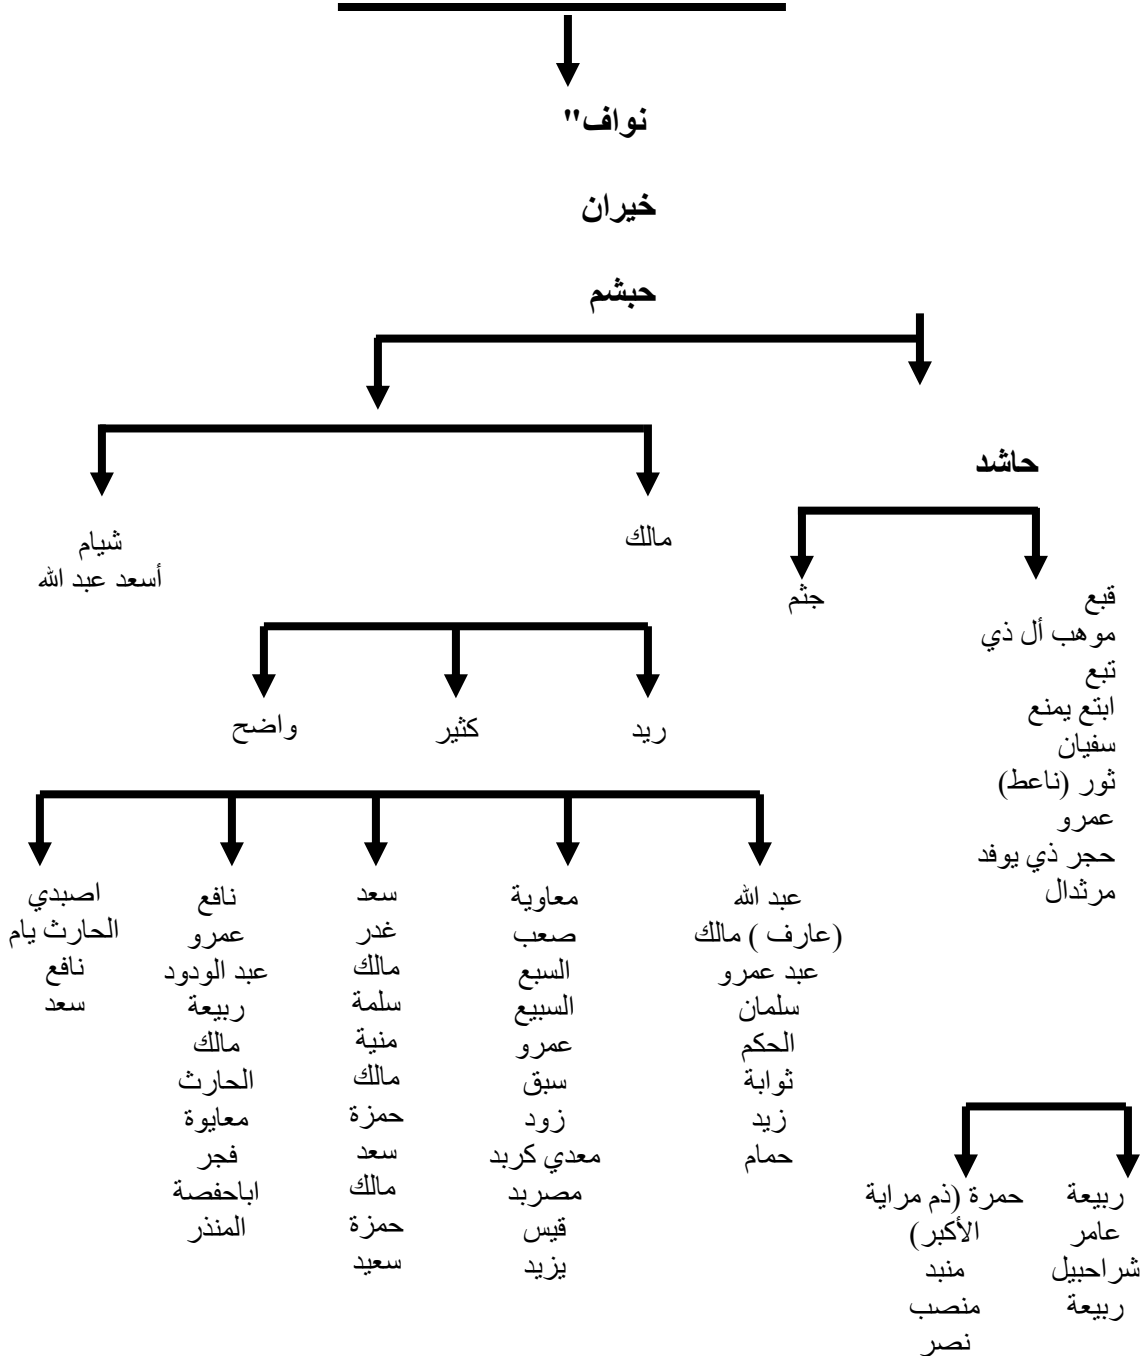 نواف"
خيران
حبشم
حاشد
مالك
شيام
أسعد عبد الله
جثم
قبع
موهب أل ذي
تبع
ابتع يمنع
سفيان
ثور (ناعط)
عمرو
حجر ذي يوفد
مرثدال
ريد
كثير
واضح
عبد الله
(عارف ) مالك
عبد عمرو
سلمان
الحكم
ثوابة
زيد
حمام
معاوية
صعب
السبع
السبيع
عمرو
سبق
زود
معدي كربد
مصربد
قيس
يزيد
سعد
غدر
مالك
سلمة
منية
مالك
حمزة
سعد
مالك
حمزة
سعيد
نافع
عمرو
عبد الودود
ربيعة
مالك
الحارث
معايوة
فجر
اباحفصة
المنذر
اصبدي
الحارث يام
نافع
سعد
ربيعة
عامر
شراحبيل
ربيعة
حمرة (ذم مراية
الأكبر)
منبد
منصب
نصر